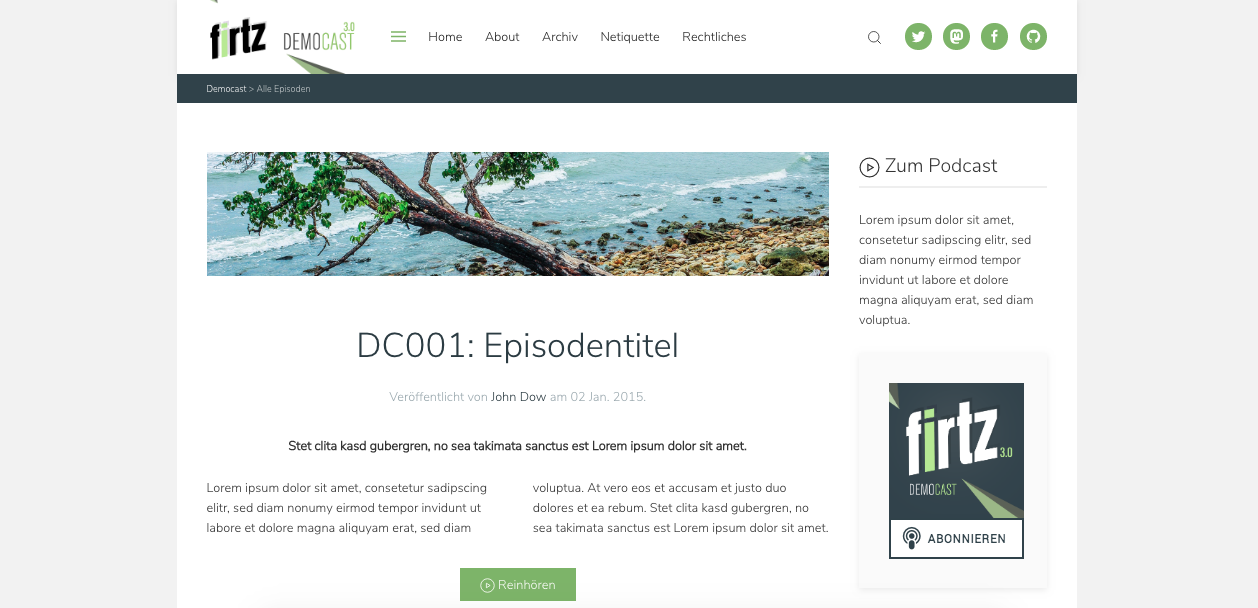 firtz DEMOCAST 3.0
Home About Archiv Netiquette Rechtliches
Democast > Alle Episoden
DC001: Episodentitel
Veröffentlicht von John Dow am 02 Jan. 2015.
Stet clita kasd gubergren, no sea takimata sanctus est Lorem ipsum dolor sit amet.
Lorem ipsum dolor sit amet, consetetur sadipscing
elitr, sed diam nonumy eirmod tempor invidunt ut
labore et dolore magna aliquyam erat, sed diam
voluptua. At vero eos et accusam et justo duo
dolores et ea rebum. Stet clita kasd gubergren, no
sea takimata sanctus est Lorem ipsum dolor sit amet.
Reinhören
Zum Podcast
Lorem ipsum dolor sit amet,
consetetur sadipscing elitr, sed
diam nonumy eirmod tempor
invidunt ut labore et dolore
magna aliquyam erat, sed diam
voluptua.
firtz 3.0
DEMOCAST
ABONNIEREN